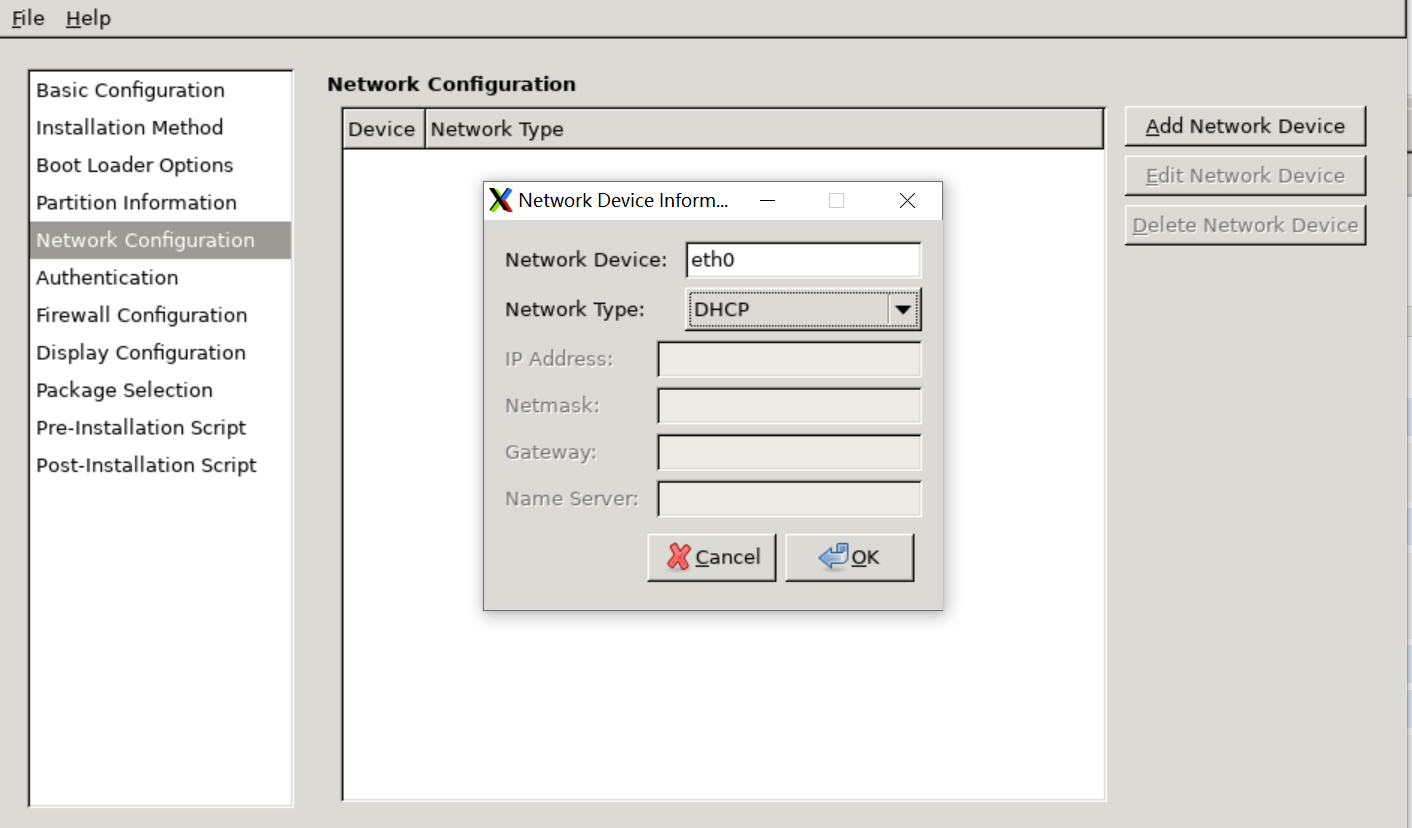 File Help
Basic Configuration
Installation Method
Boot Loader Options
Partition Information
Network Configuration
Authentication
Firewall Configuration
Display Configuration
Package Selection
Pre-Installation Script
Post-Installation Script
Network Configuration
Device Network Type
Add Network Device
Edit Network Device
Delete Network Device
Network Device Inform...
Network Device: eth0
Network Type: DHCP
IP Address:
Netmask:
Gateway:
Name Server:
Cancel OK